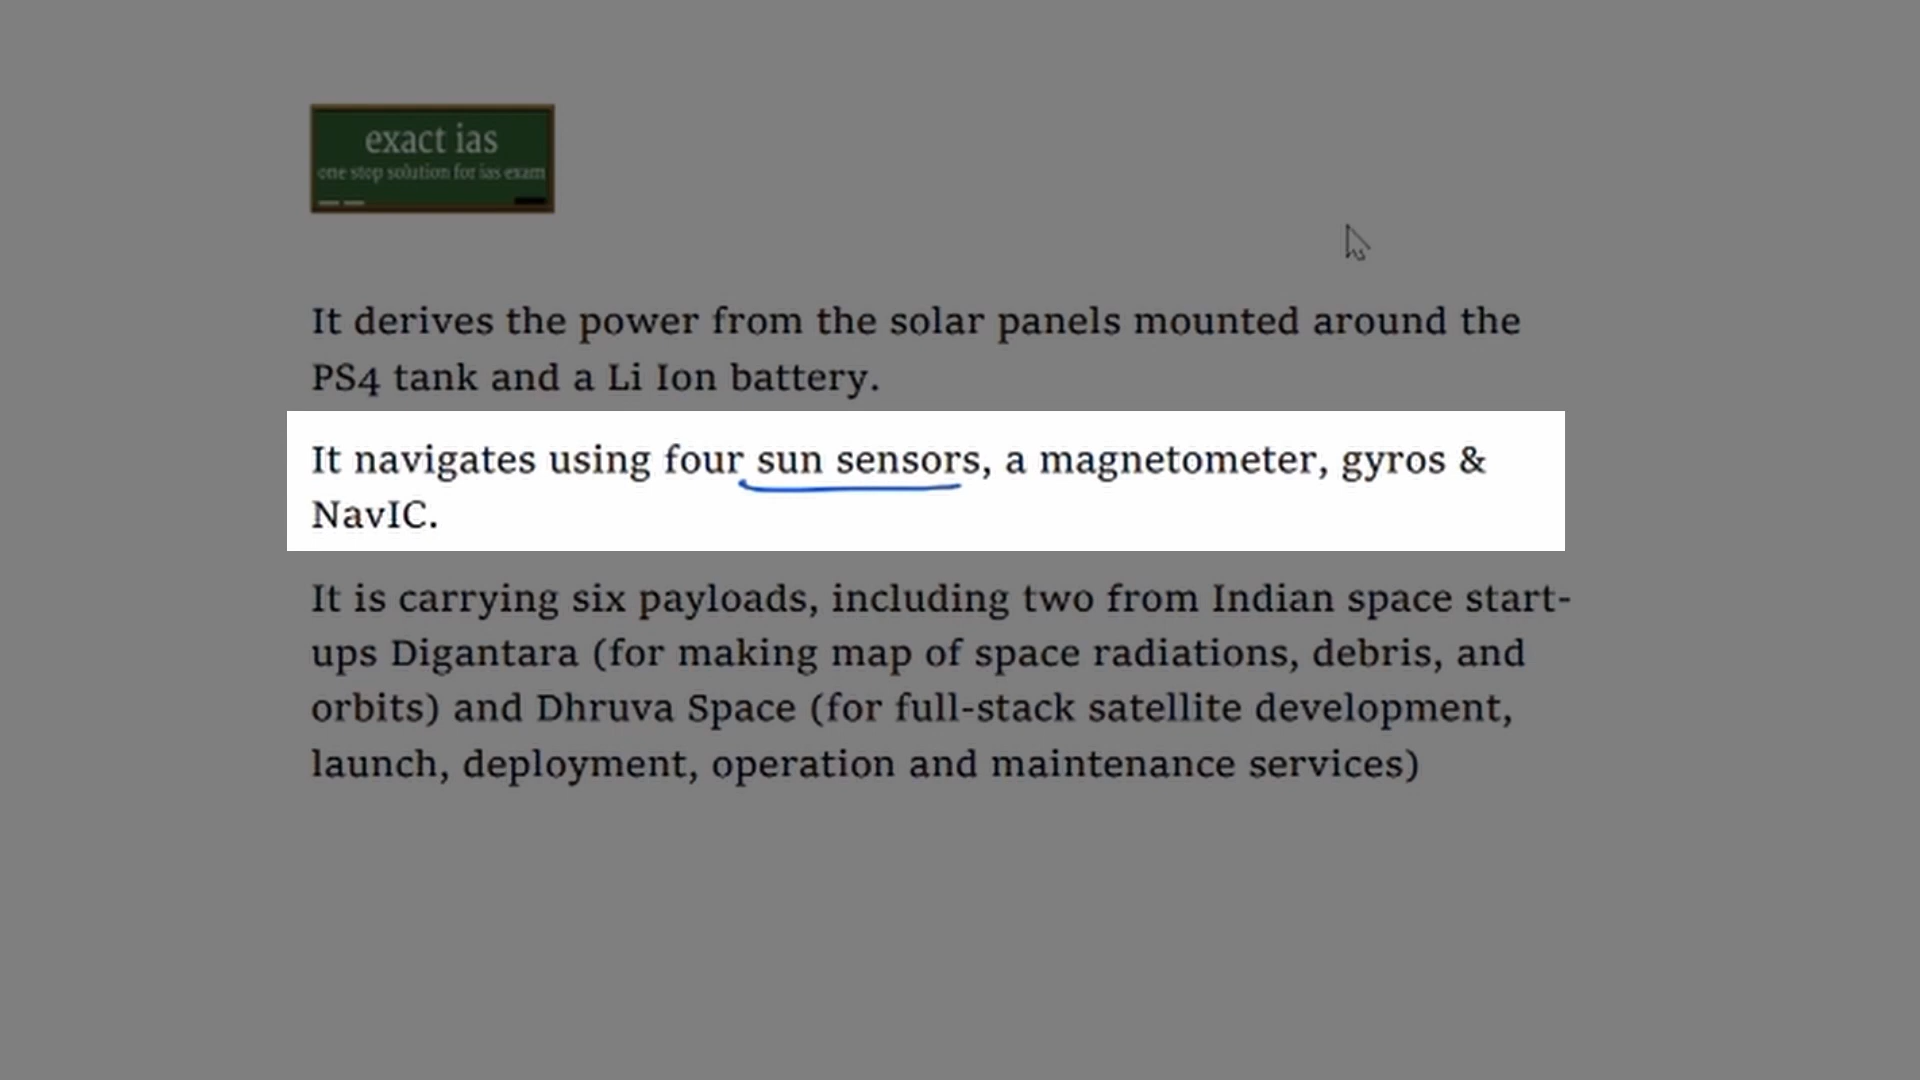 exact ias
one stop solution for ias exam
It derives the power from the solar panels mounted around the
PS4 tank and a Li Ion battery.
It navigates using four sun sensors, a magnetometer, gyros &
NavIC.
It is carrying six payloads, including two from Indian space start-
ups Digantara (for making map of space radiations, debris, and
orbits) and Dhruva Space (for full-stack satellite development,
launch, deployment, operation and maintenance services)